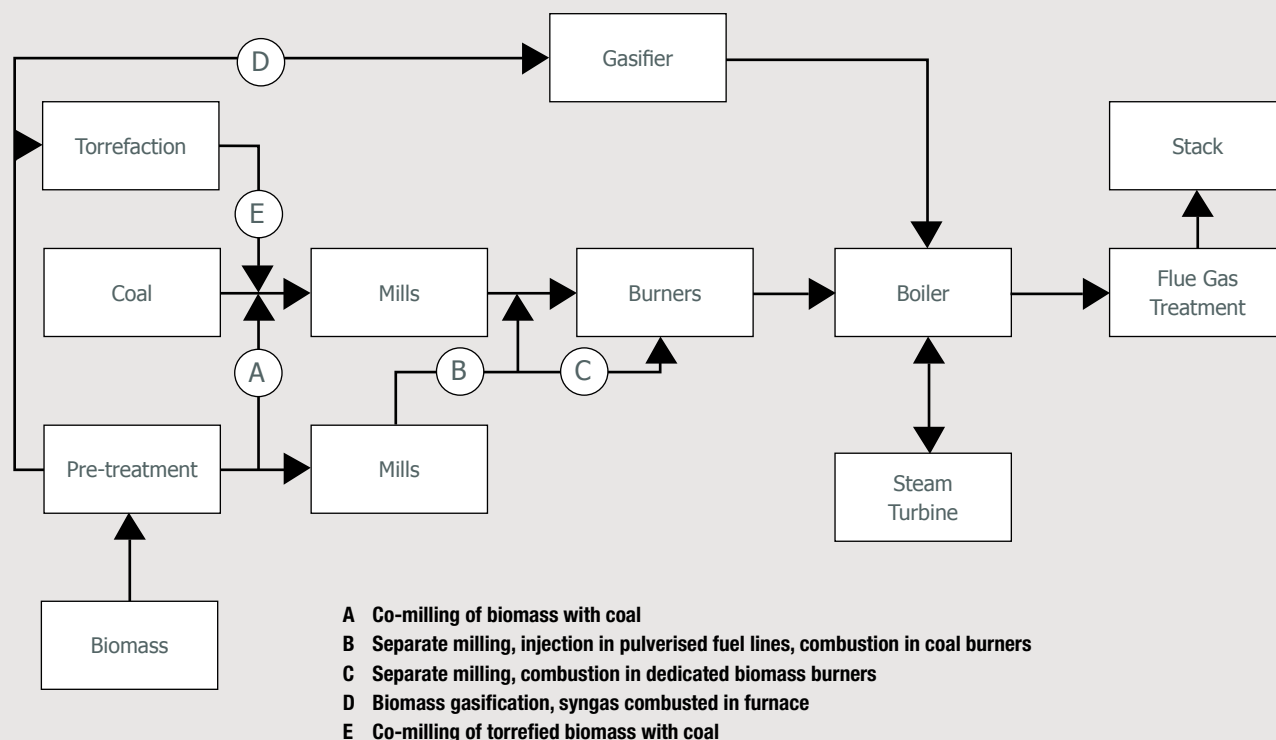 D
Gasifier
Torrefaction
Stack
E
Coal
Mills
Burners
Boiler
Flue Gas
Treatment
A
B
C
Pre-treatment
Mills
Steam
Turbine
Biomass
A Co-milling of biomass with coal
B Separate milling, injection in pulverised fuel lines, combustion in coal burners
C Separate milling, combustion in dedicated biomass burners
D Biomass gasification, syngas combusted in furnace
E Co-milling of torrefied biomass with coal